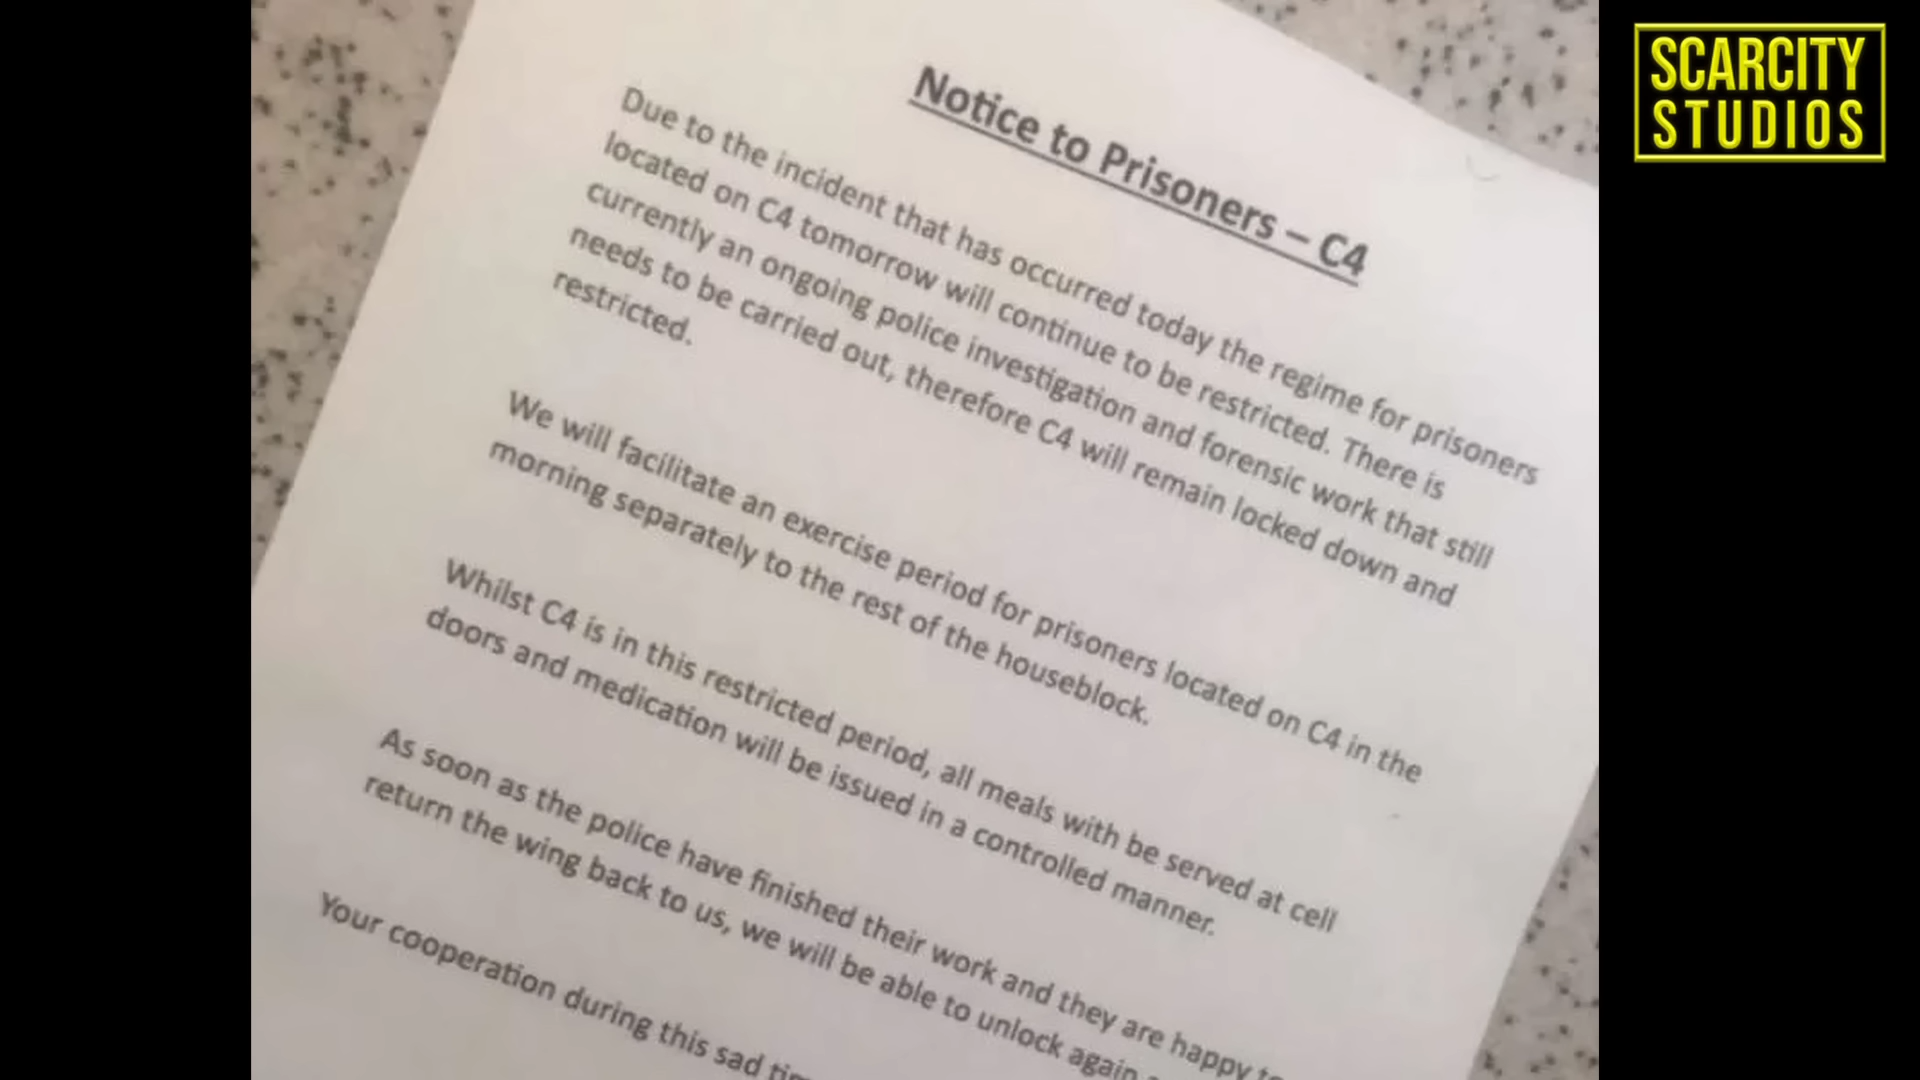 Notice to Prisoners – C4
Due to the incident that has occurred today the regime for prisoners
located on C4 tomorrow will continue to be restricted. There is
currently an ongoing police investigation and forensic work that still
needs to be carried out, therefore C4 will remain locked down and
restricted.
We will facilitate an exercise period for prisoners located on C4 in the
morning separately to the rest of the houseblock.
Whilst C4 is in this restricted period, all meals with be served at cell
doors and medication will be issued in a controlled manner.
As soon as the police have finished their work and they are happy to
return the wing back to us, we will be able to unlock again
Your cooperation during this sad
SCARCITY
STUDIOS